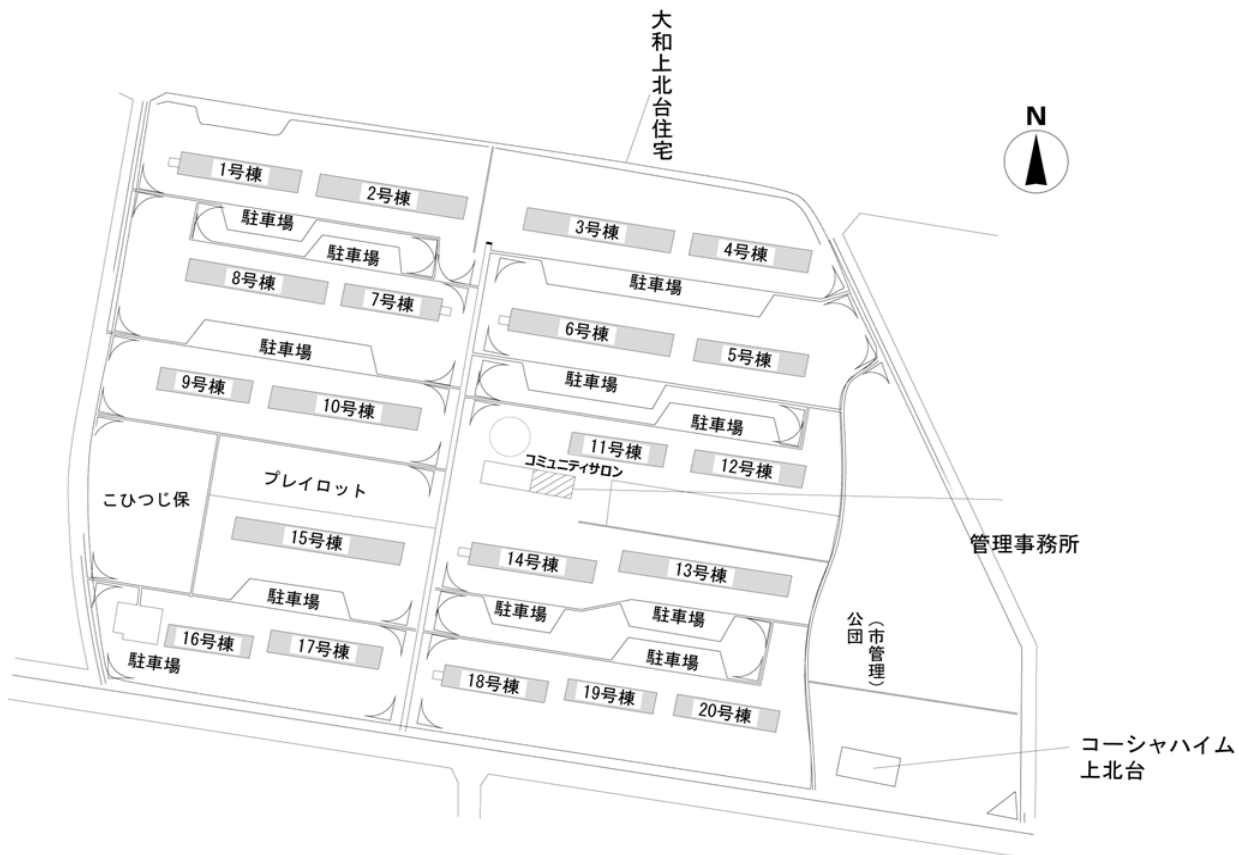 大和上北台住宅
N
1号棟
2号棟
3号棟
4号棟
駐車場
駐車場
駐車場
8号棟
7号棟
6号棟
5号棟
駐車場
駐車場
9号棟
10号棟
駐車場
11号棟
12号棟
コミュニティサロン
こひつじ保
プレイロット
15号棟
管理事務所
14号棟
13号棟
駐車場
駐車場
駐車場
駐車場
16号棟
17号棟
駐車場
18号棟
19号棟
20号棟
(市管理)
公団
コーシャハイム
上北台